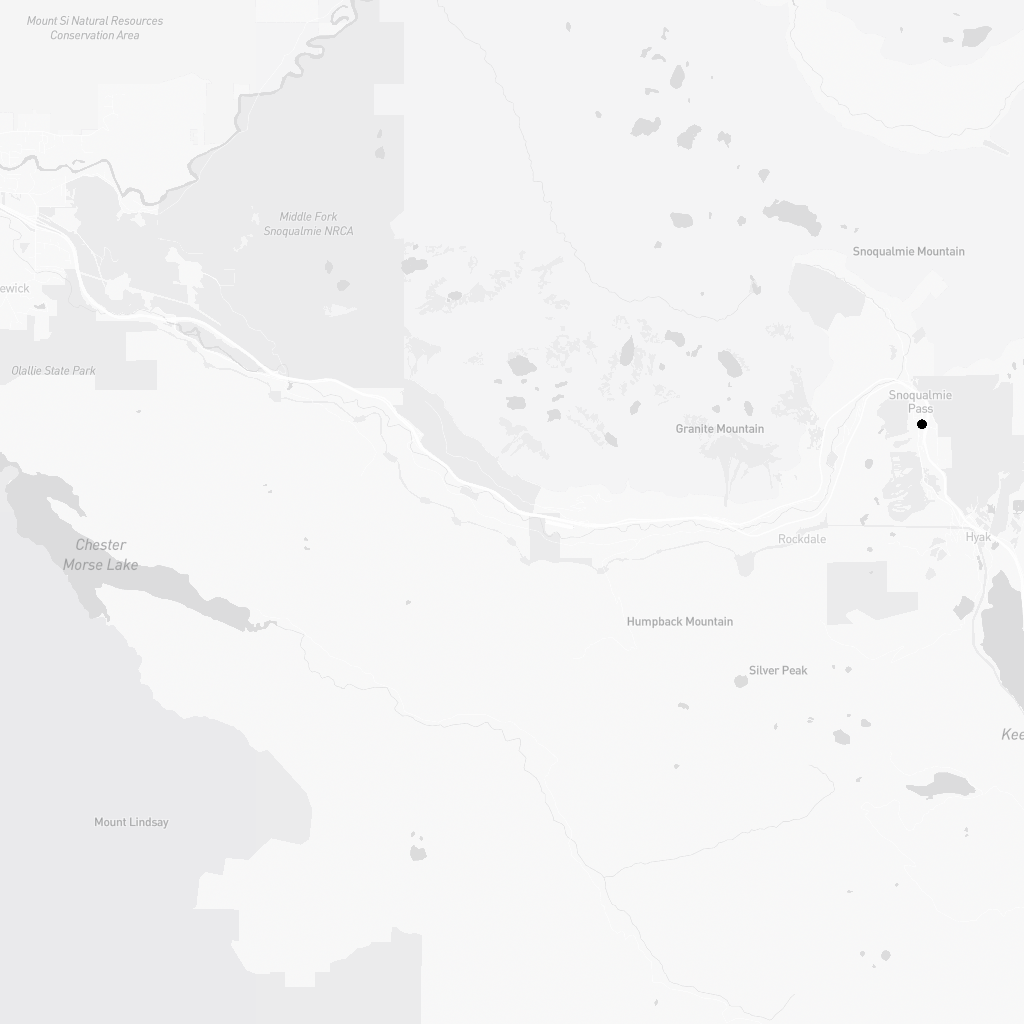 Mount Si Natural Resources
Conservation Area
Middle Fork
Snoqualmie NRCA
Snoqualmie Mountain
ewick
Olallie State Park
Snoqualmie
Pass
Granite Mountain
Chester
Morse Lake
Rockdale
Hyak
Humpback Mountain
Silver Peak
Kee
Mount Lindsay